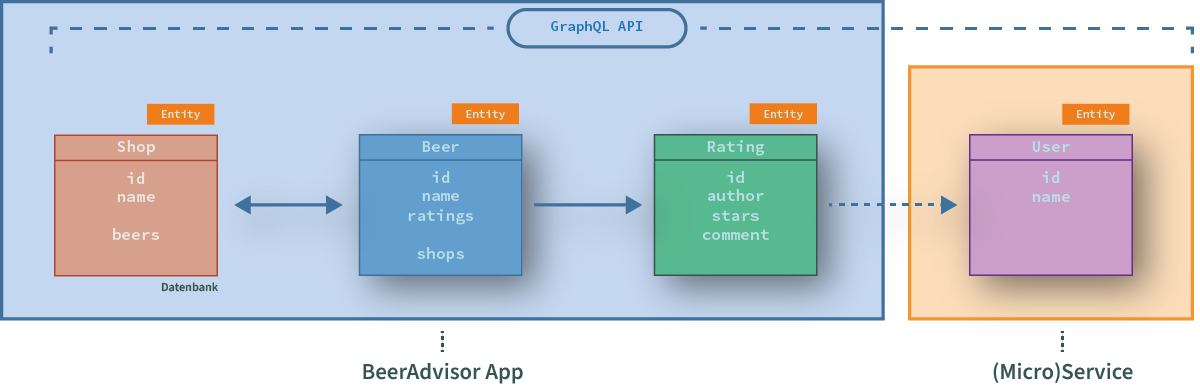 GraphQL API
Entity
Shop
id
name
beers
Datenbank
Entity
Beer
id
name
ratings
shops
Entity
Rating
id
author
stars
comment
Entity
User
id
name
BeerAdvisor App
(Micro)Service